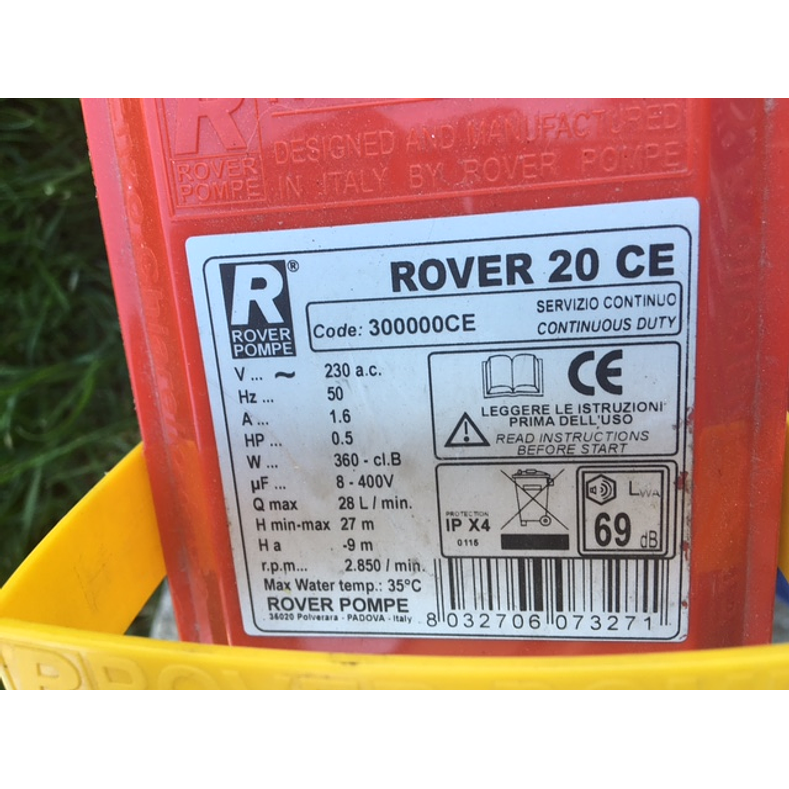 R
ROVER
POMPE
DESIGNED AND MANUFACTURED
IN ITALY BY ROVER POMPE
R®
ROVER
POMPE
ROVER 20 CE
Code: 300000CE
SERVIZIO CONTINUO
CONTINUOUS DUTY
V ... ~ 230 a.c.
Hz ... 50
A ... 1.6
HP ... 0.5
W ... 360 - cl.B
µF ... 8 - 400V
Q max 28 L / min.
H min-max 27 m
H a -9 m
r.p.m... 2.850 / min.
Max Water temp.: 35°C
ROVER POMPE
35020 Polverara - PADOVA - Italy
CE
LEGGERE LE ISTRUZIONI
PRIMA DELL'USO
READ INSTRUCTIONS
BEFORE START
PROTECTION
IP X4
0115
LWA
69 dB
8 032706 073271